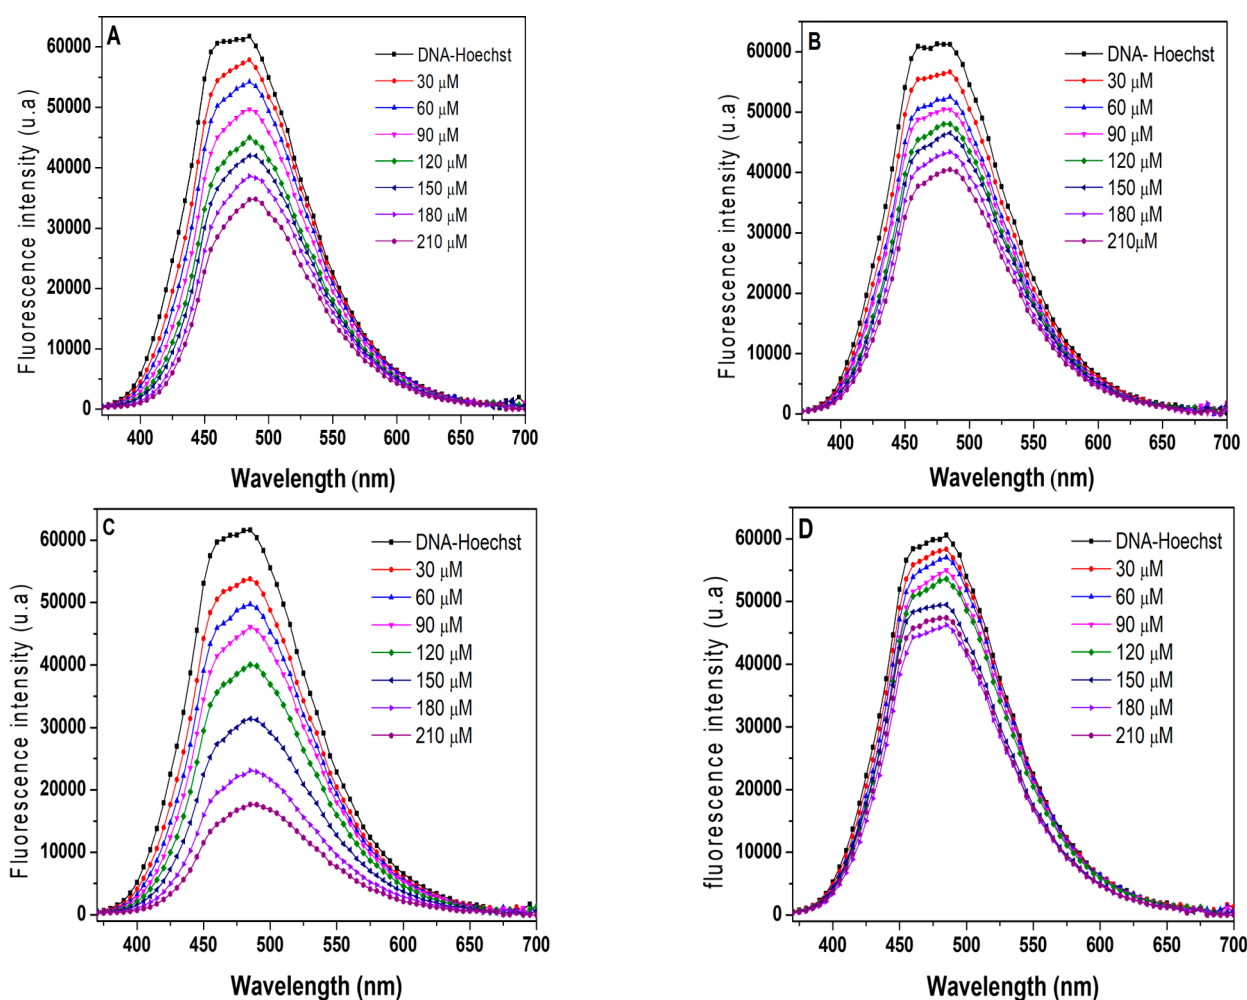 A
DNA-Hoechst
30 μM
60 μM
90 μM
120 μM
150 μM
180 μM
210 μM
Fluorescence intensity (u.a)
60000
50000
40000
30000
20000
10000
0
400 450 500 550 600 650 700
Wavelength (nm)
B
DNA- Hoechst
30 μM
60 μM
90 μM
120 μM
150 μM
180 μM
210μM
Fluorescence intensity (u.a)
60000
50000
40000
30000
20000
10000
0
400 450 500 550 600 650 700
Wavelength (nm)
C
DNA-Hoechst
30 μM
60 μM
90 μM
120 μM
150 μM
180 μM
210 μM
Fluorescence intensity (u.a)
60000
50000
40000
30000
20000
10000
0
400 450 500 550 600 650 700
Wavelength (nm)
D
DNA-Hoechst
30 μM
60 μM
90 μM
120 μM
150 μM
180 μM
210 μM
fluorescence intensity (u.a)
60000
50000
40000
30000
20000
10000
0
400 450 500 550 600 650 700
Wavelength (nm)